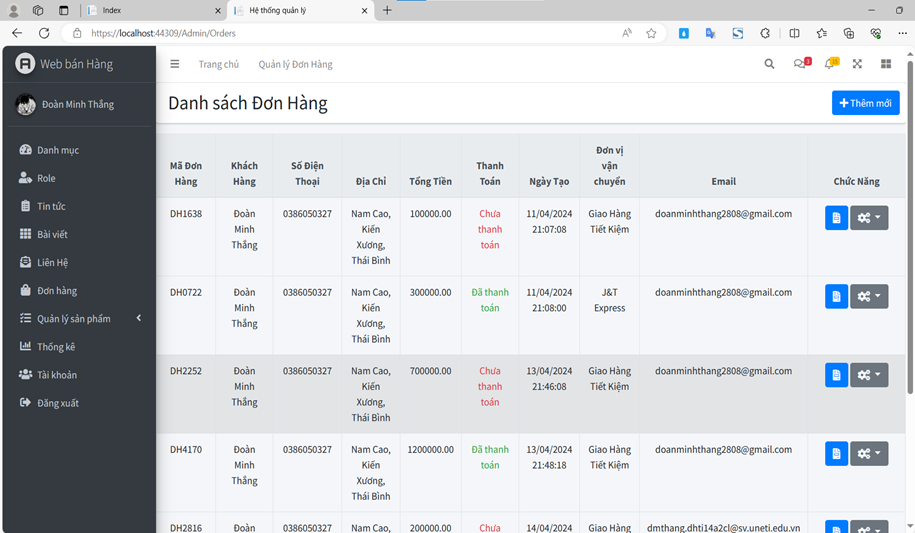 Index
Hệ thống quản lý
https://localhost:44309/Admin/Orders
Web bán Hàng
Trang chủ
Quản lý Đơn Hàng
3
15
Đoàn Minh Thắng
Danh mục
Role
Tin tức
Bài viết
Liên Hệ
Đơn hàng
Quản lý sản phẩm
Thống kê
Tài khoản
Đăng xuất
Danh sách Đơn Hàng
Thêm mới
Mã Đơn
Hàng
Khách
Hàng
Số Điện
Thoại
Địa Chỉ
Tổng Tiền
Thanh
Toán
Ngày Tạo
Đơn vị
vận
chuyển
Email
Chức Năng
DH1638
Đoàn
Minh
Thắng
0386050327
Nam Cao,
Kiến
Xương,
Thái Bình
100000.00
Chưa
thanh
toán
11/04/2024
21:07:08
Giao Hàng
Tiết Kiệm
doanminhthang2808@gmail.com
DH0722
Đoàn
Minh
Thắng
0386050327
Nam Cao,
Kiến
Xương,
Thái Bình
300000.00
Đã thanh
toán
11/04/2024
21:08:00
J&T
Express
doanminhthang2808@gmail.com
DH2252
Đoàn
Minh
Thắng
0386050327
Nam Cao,
Kiến
Xương,
Thái Bình
700000.00
Chưa
thanh
toán
13/04/2024
21:46:08
Giao Hàng
Tiết Kiệm
doanminhthang2808@gmail.com
DH4170
Đoàn
Minh
Thắng
0386050327
Nam Cao,
Kiến
Xương,
Thái Bình
1200000.00
Đã thanh
toán
13/04/2024
21:48:18
Giao Hàng
Tiết Kiệm
doanminhthang2808@gmail.com
DH2816
Đoàn
0386050327
Nam Cao,
200000.00
Chưa
14/04/2024
Giao Hàng
dmthang.dhti14a2cl@sv.uneti.edu.vn